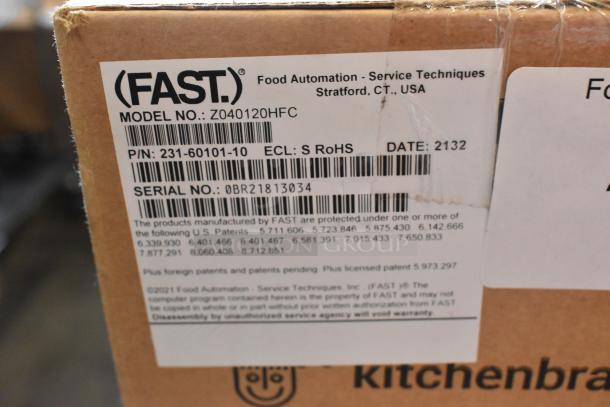 (FAST.)®
Food Automation - Service Techniques
Stratford, CT., USA
MODEL NO.: Z040120HFC
P/N: 231-60101-10 ECL: S RoHS DATE: 2132
SERIAL NO.: 0BR21813034
The products manufactured by FAST are protected under one or more of
the following U.S. Patents 5,711,606 5,723,846 5,875,430 6,142,666
6,339,930 6,401,466 6,401,467 6,581,391 7,015,433 7,650,833
7,877,291 8,060,408 8,712,851
Plus foreign patents and patents pending. Plus licensed patent 5,973,297
©2021 Food Automation - Service Techniques, Inc., (FAST.)® The
computer program contained herein is the property of FAST and may not
be copied in whole or in part without prior written authorization from FAST
Disassembly by unauthorized service agency will void warranty.
Fo
kitchenbra